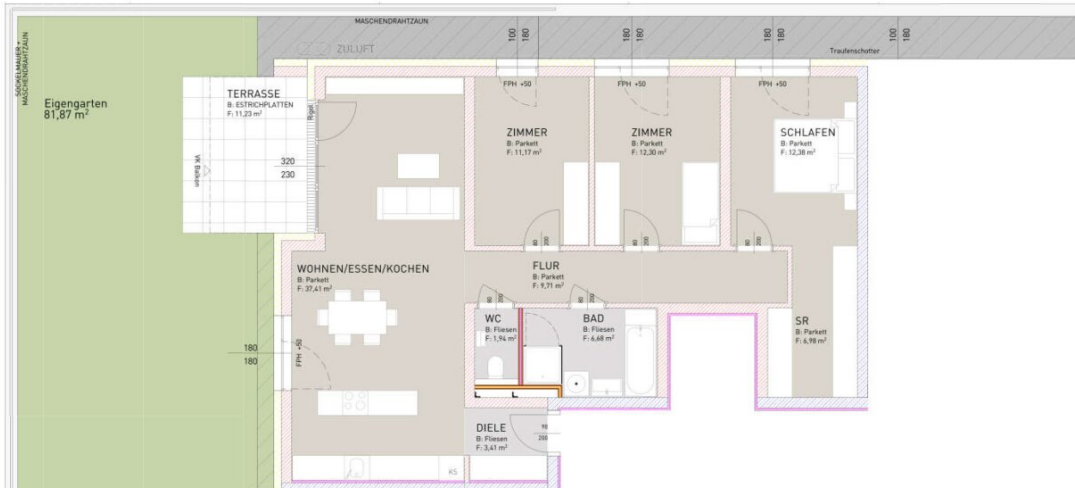 MASCHENDRAHTZAUN
SOCKELMAUER +
MASCHENDRAHTZAUN
ZULUFT
100
180
180
180
180
180
100
180
Traufenschotter
Eigengarten
81,87 m²
TERRASSE
B: ESTRICHPLATTEN
F: 11,23 m²
Rigol
VK Balkon
320
230
FPH +50
FPH +50
FPH +50
ZIMMER
B: Parkett
F: 11,17 m²
ZIMMER
B: Parkett
F: 12,30 m²
SCHLAFEN
B: Parkett
F: 12,38 m²
80
200
80
200
80
200
WOHNEN/ESSEN/KOCHEN
B: Parkett
F: 37,41 m²
FLUR
B: Parkett
F: 9,71 m²
80
200
80
200
WC
B: Fliesen
F: 1,94 m²
BAD
B: Fliesen
F: 6,68 m²
SR
B: Parkett
F: 6,98 m²
180
180
FPH +50
DIELE
B: Fliesen
F: 3,41 m²
90
200
KS